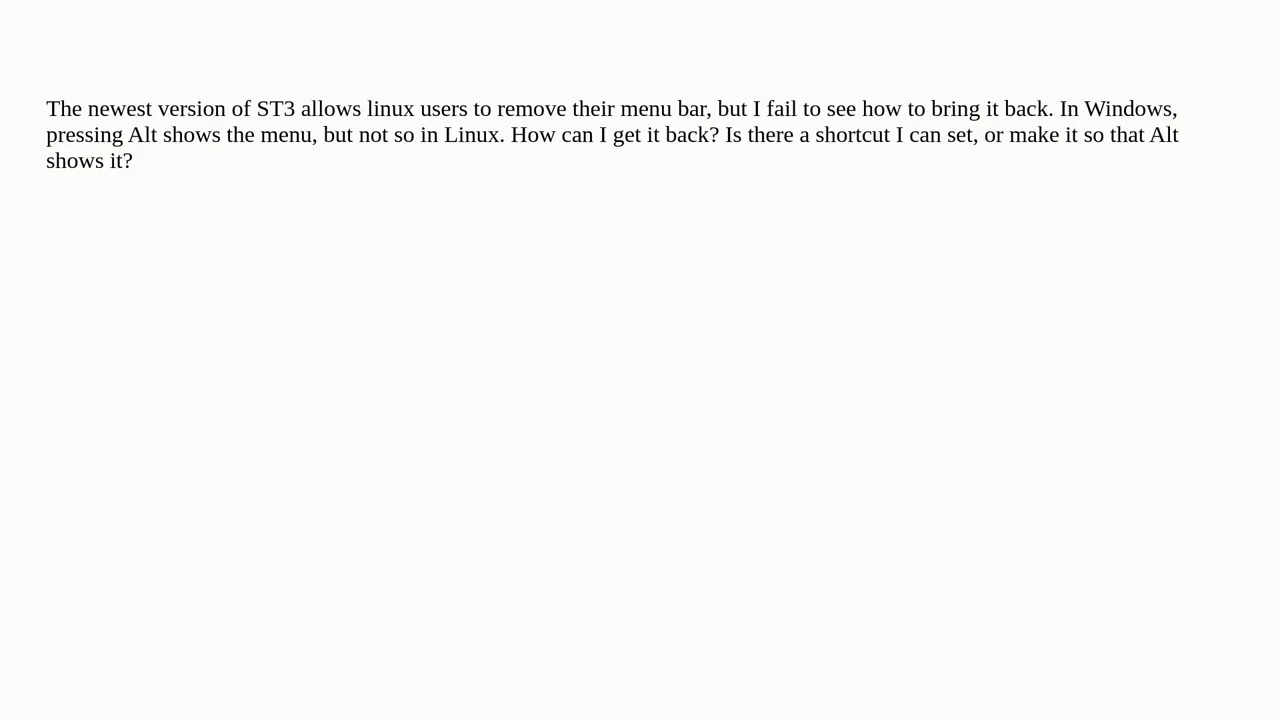 The newest version of ST3 allows linux users to remove their menu bar, but I fail to see how to bring it back. In Windows,
pressing Alt shows the menu, but not so in Linux. How can I get it back? Is there a shortcut I can set, or make it so that Alt
shows it?